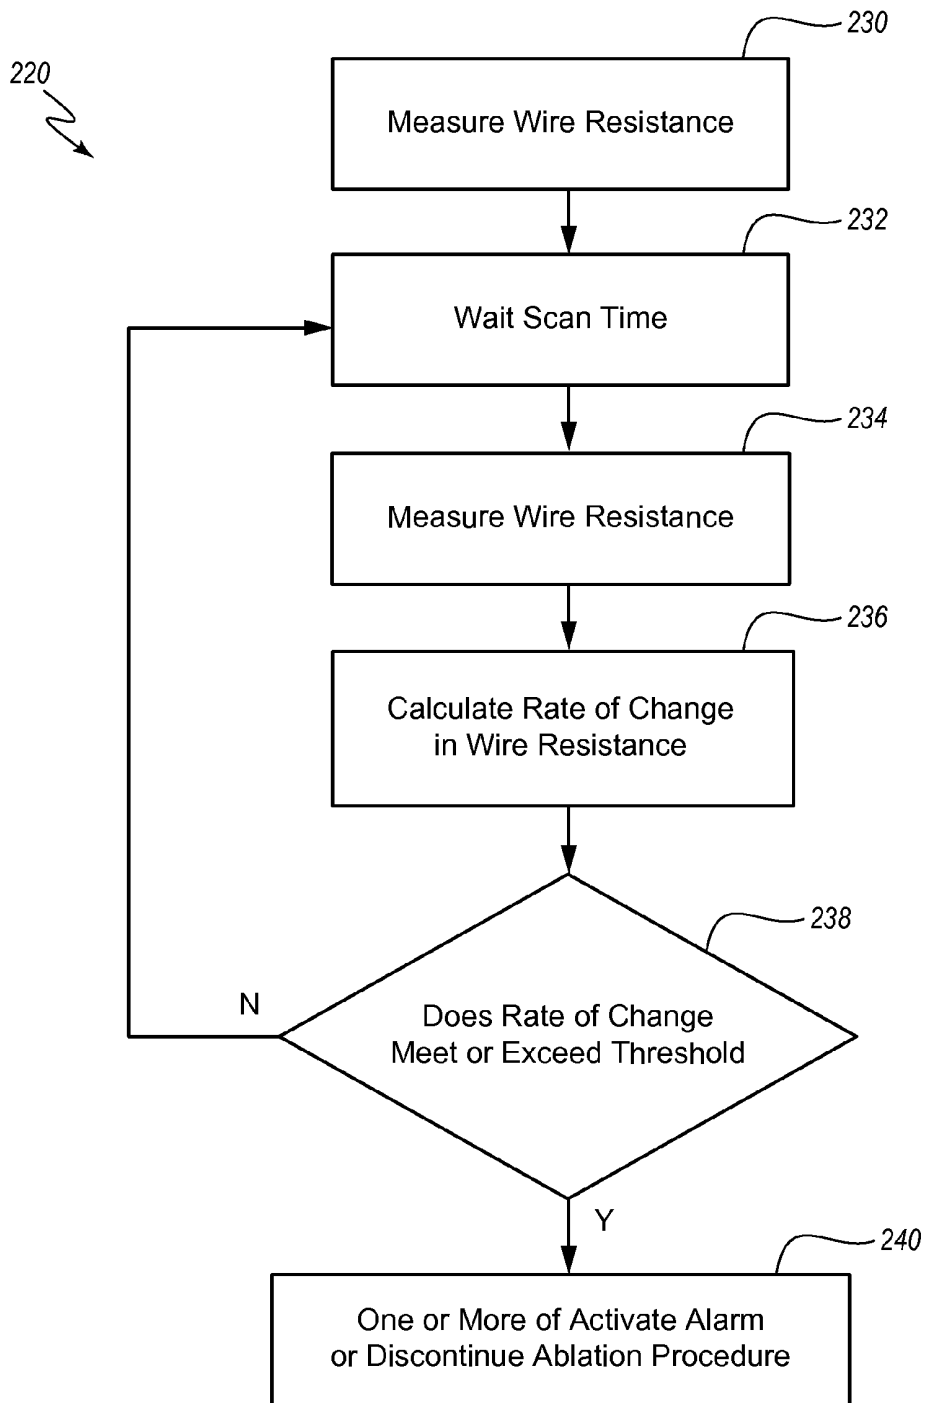 230
220
Measure Wire Resistance
232
Wait Scan Time
234
Measure Wire Resistance
236
Calculate Rate of Change
in Wire Resistance
238
N
Does Rate of Change
Meet or Exceed Threshold
Y
240
One or More of Activate Alarm
or Discontinue Ablation Procedure